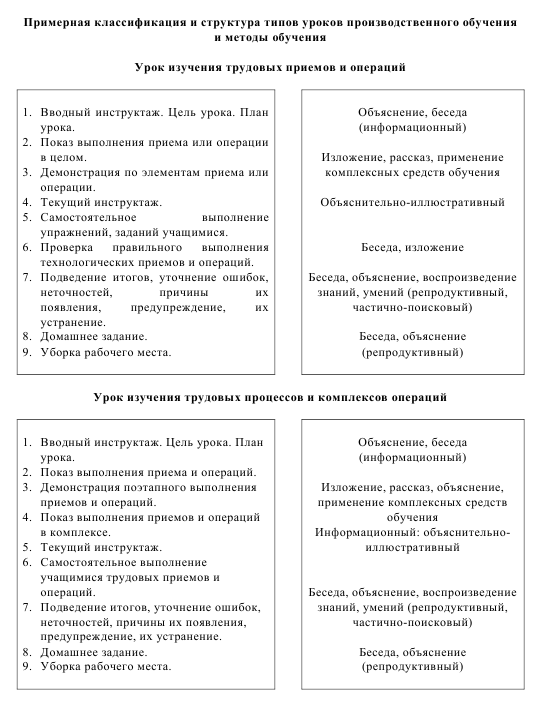 Примерная классификация и структура типов уроков производственного обучения
и методы обучения
Урок изучения трудовых приемов и операций
1. Вводный инструктаж. Цель урока. План
урока.
2. Показ выполнения приема или операции
в целом.
3. Демонстрация по элементам приема или
операции.
4. Текущий инструктаж.
5. Самостоятельное выполнение
упражнений, заданий учащимися.
6. Проверка правильного выполнения
технологических приемов и операций.
7. Подведение итогов, уточнение ошибок,
неточностей, причины их
появления, предупреждение, их
устранение.
8. Домашнее задание.
9. Уборка рабочего места.
Объяснение, беседа
(информационный)
Изложение, рассказ, применение
комплексных средств обучения
Объяснительно-иллюстративный
Беседа, изложение
Беседа, объяснение, воспроизведение
знаний, умений (репродуктивный,
частично-поисковый)
Беседа, объяснение
(репродуктивный)
Урок изучения трудовых процессов и комплексов операций
1. Вводный инструктаж. Цель урока. План
урока.
2. Показ выполнения приема и операций.
3. Демонстрация поэтапного выполнения
приемов и операций.
4. Показ выполнения приемов и операций
в комплексе.
5. Текущий инструктаж.
6. Самостоятельное выполнение
учащимися трудовых приемов и
операций.
7. Подведение итогов, уточнение ошибок,
неточностей, причины их появления,
предупреждение, их устранение.
8. Домашнее задание.
9. Уборка рабочего места.
Объяснение, беседа
(информационный)
Изложение, рассказ, объяснение,
применение комплексных средств
обучения
Информационный: объяснительно-
иллюстративный
Беседа, объяснение, воспроизведение
знаний, умений (репродуктивный,
частично-поисковый)
Беседа, объяснение
(репродуктивный)